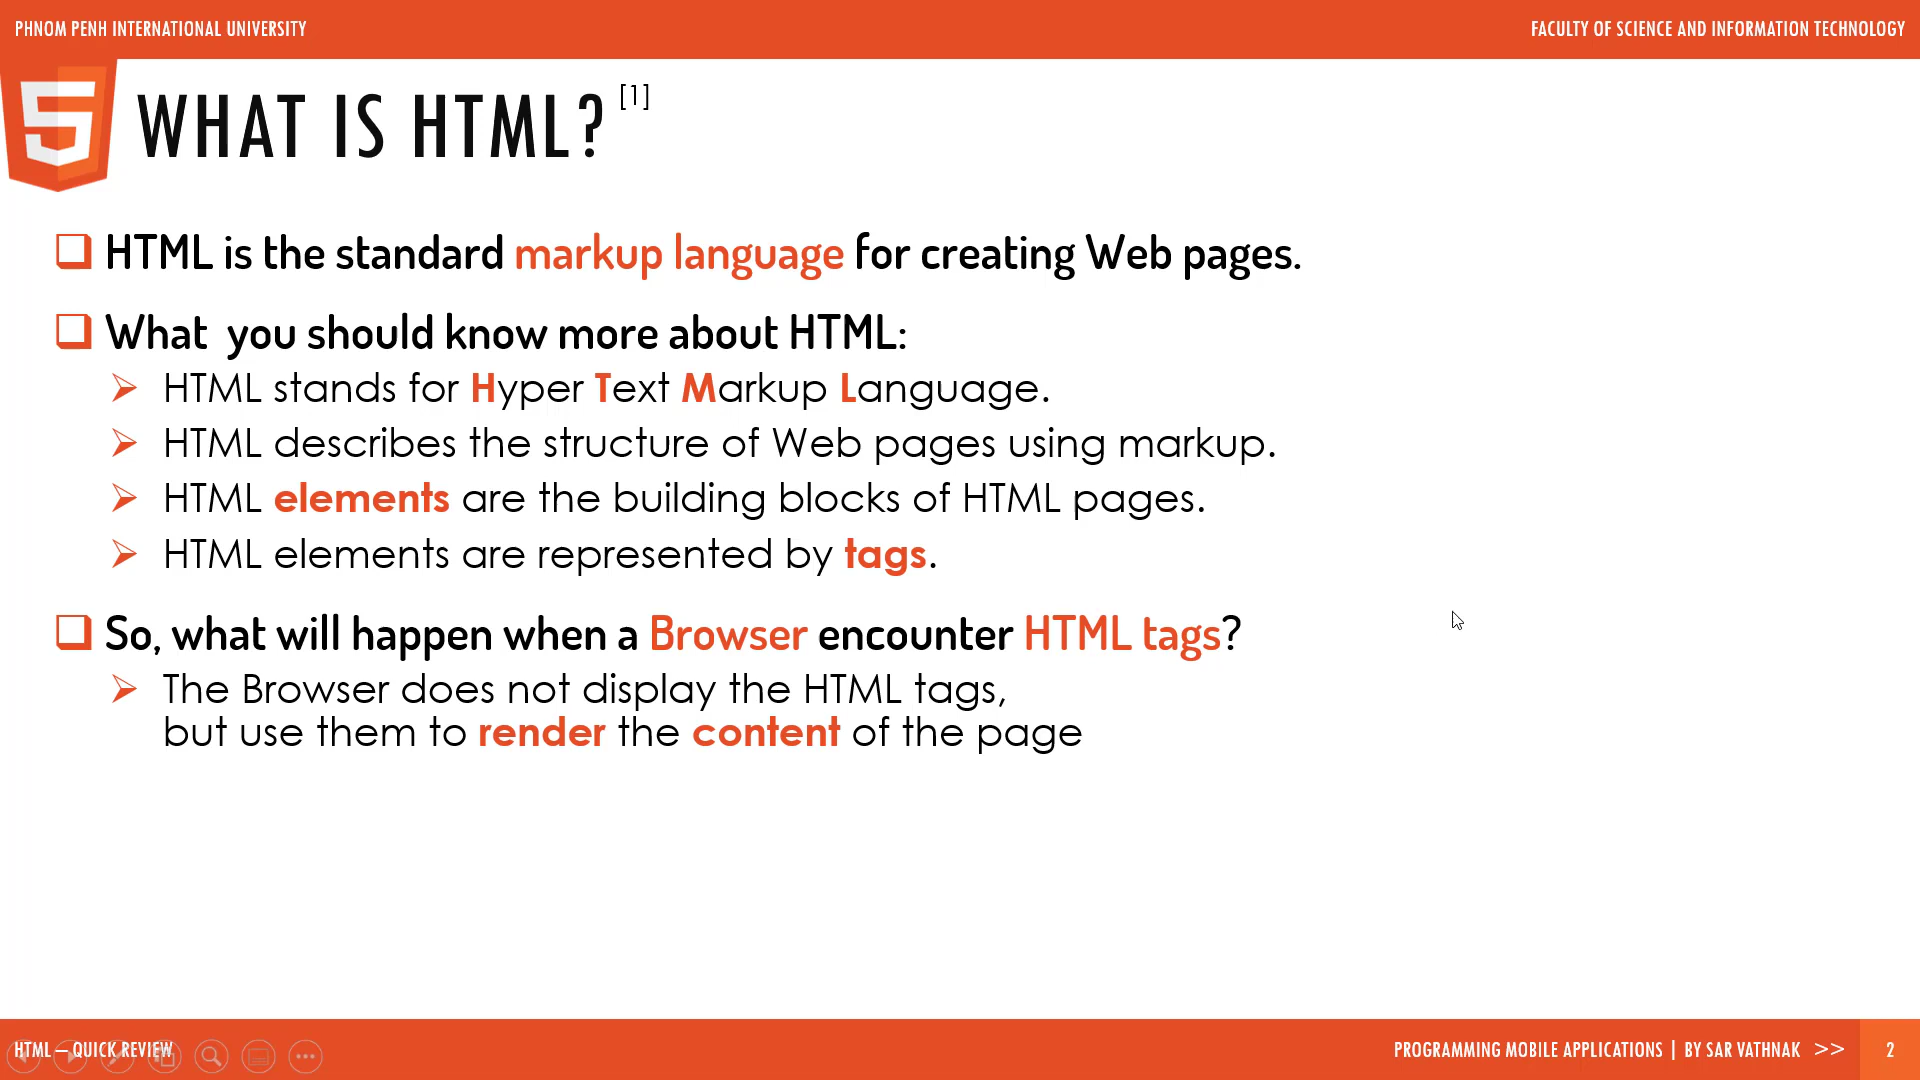 PHNOM PENH INTERNATIONAL UNIVERSITY
FACULTY OF SCIENCE AND INFORMATION TECHNOLOGY
WHAT IS HTML? [1]
HTML is the standard markup language for creating Web pages.
What you should know more about HTML:
HTML stands for Hyper Text Markup Language.
HTML describes the structure of Web pages using markup.
HTML elements are the building blocks of HTML pages.
HTML elements are represented by tags.
So, what will happen when a Browser encounter HTML tags?
The Browser does not display the HTML tags,
but use them to render the content of the page
HTML – QUICK REVIEW
PROGRAMMING MOBILE APPLICATIONS | BY SAR VATHNAK >> 2